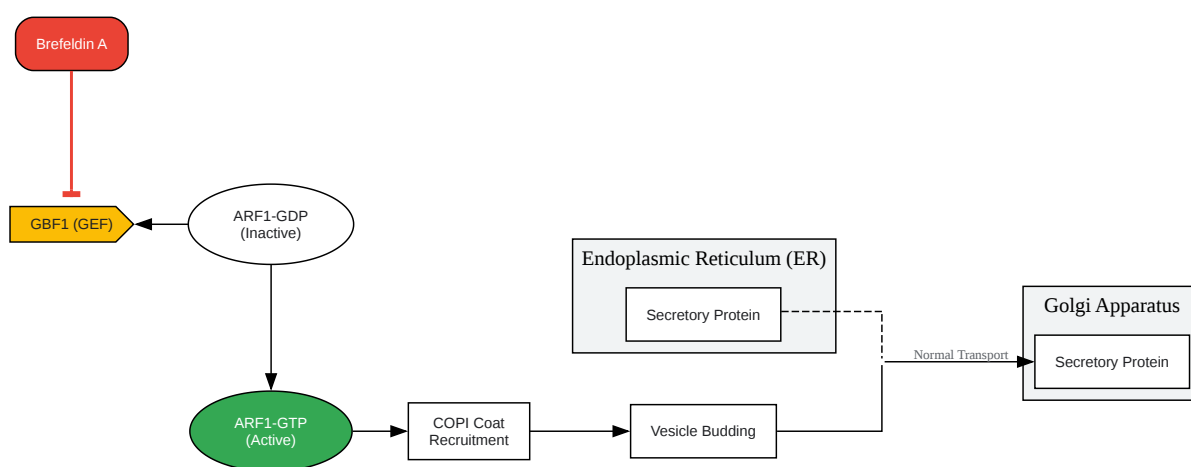 Brefeldin A
GBF1 (GEF)
ARF1-GDP
(Inactive)
Endoplasmic Reticulum (ER)
Secretory Protein
Normal Transport
Golgi Apparatus
Secretory Protein
ARF1-GTP
(Active)
COPI Coat
Recruitment
Vesicle Budding